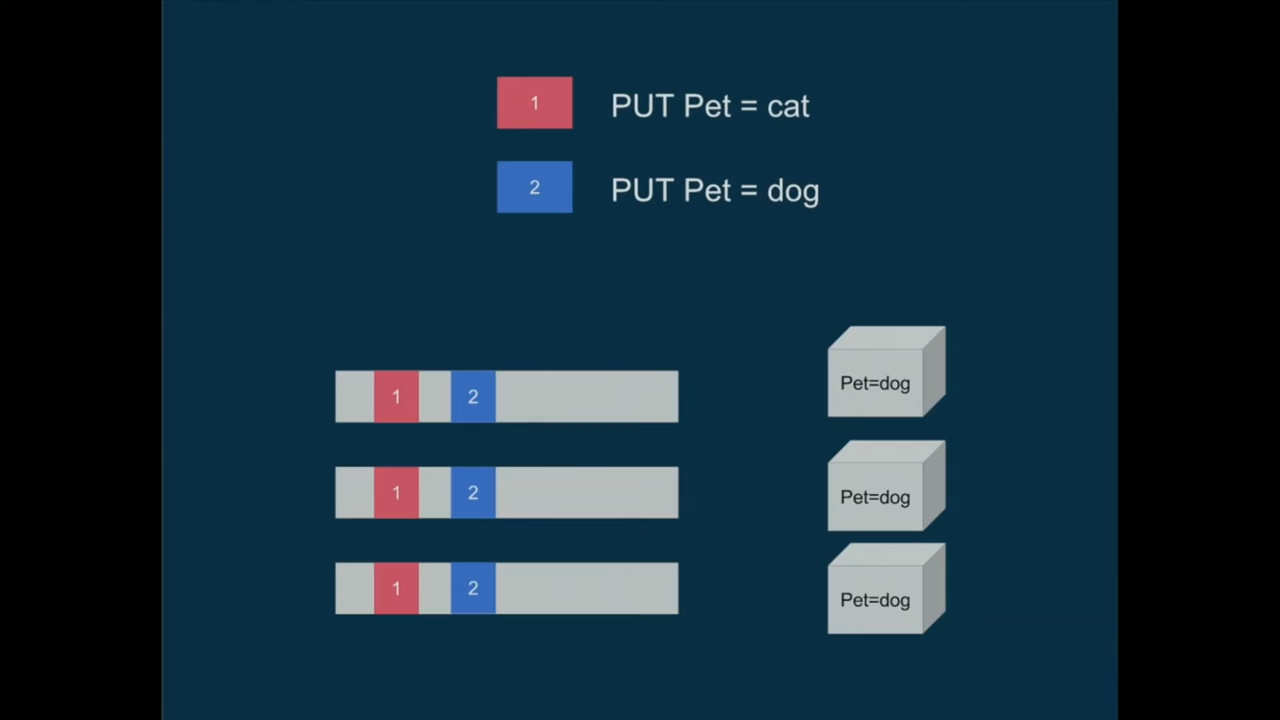 1 PUT Pet = cat
2 PUT Pet = dog
1 2 Pet=dog
1 2 Pet=dog
1 2 Pet=dog